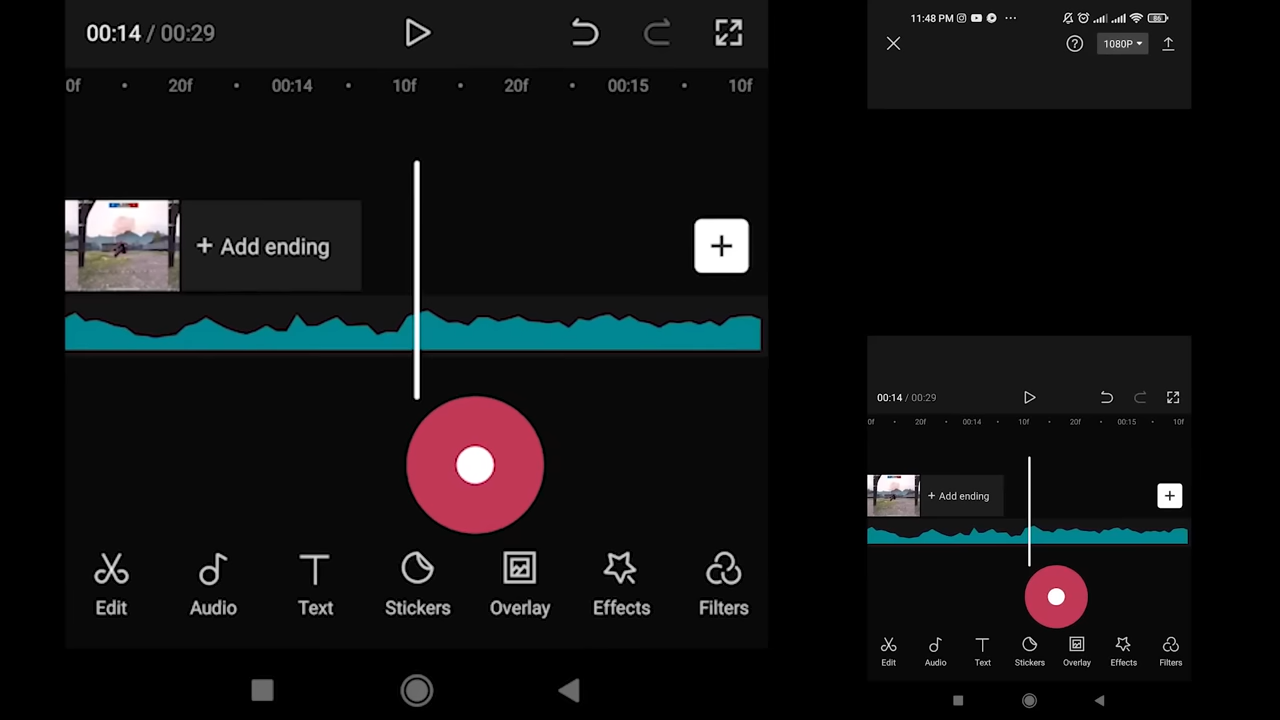 00:14 / 00:29
0f 20f 00:14 10f 20f 00:15 10f
+ Add ending
Edit Audio Text Stickers Overlay Effects Filters
11:48 PM 86
1080P
00:14 / 00:29
0f 20f 00:14 10f 20f 00:15 10f
+ Add ending
Edit Audio Text Stickers Overlay Effects Filters